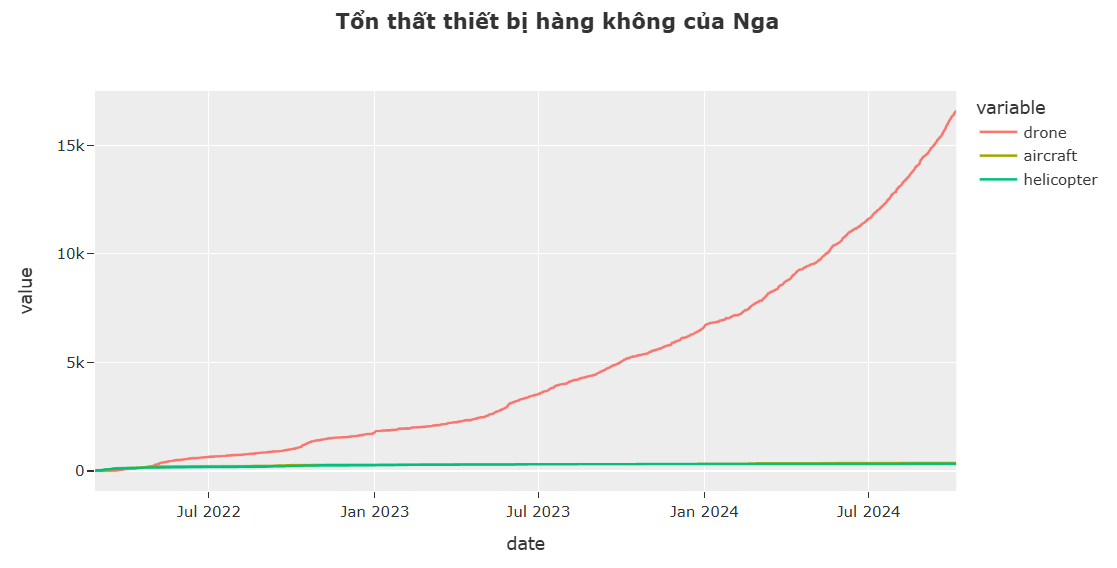 Tổn thất thiết bị hàng không của Nga
variable
drone
aircraft
helicopter
value
15k
10k
5k
0
Jul 2022
Jan 2023
Jul 2023
Jan 2024
Jul 2024
date